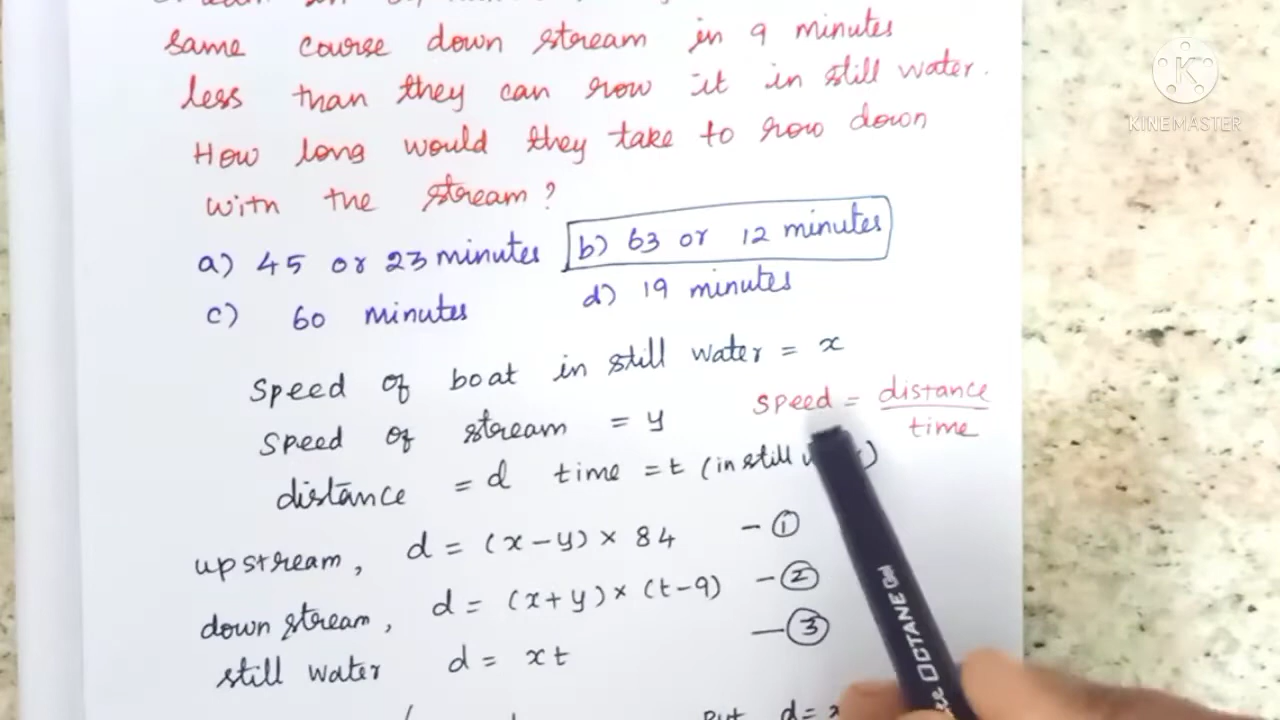 same course down stream in 9 minutes
less than they can row it in still water.
How long would they take to row down
with the stream?
a) 45 or 23 minutes b) 63 or 12 minutes
c) 60 minutes d) 19 minutes
Speed of boat in still water = x
Speed of stream = y
speed = distance / time
distance = d time = t (in still
upstream, d = (x-y) × 84 - ①
down stream, d = (x+y) × (t-9) - ②
still water d = xt - ③
Put d =
KINEMASTER
OCTANE Gel